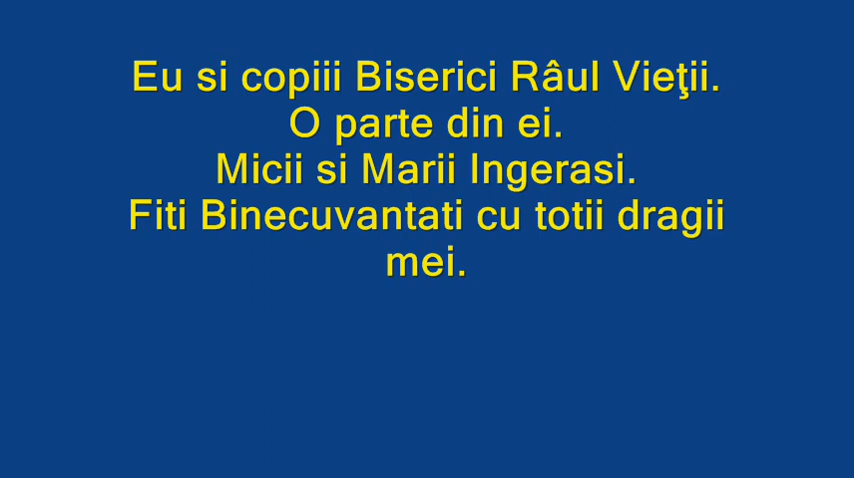 Eu si copiii Biserici Râul Vieţii.
O parte din ei.
Micii si Marii Ingerasi.
Fiti Binecuvantati cu totii dragii
mei.